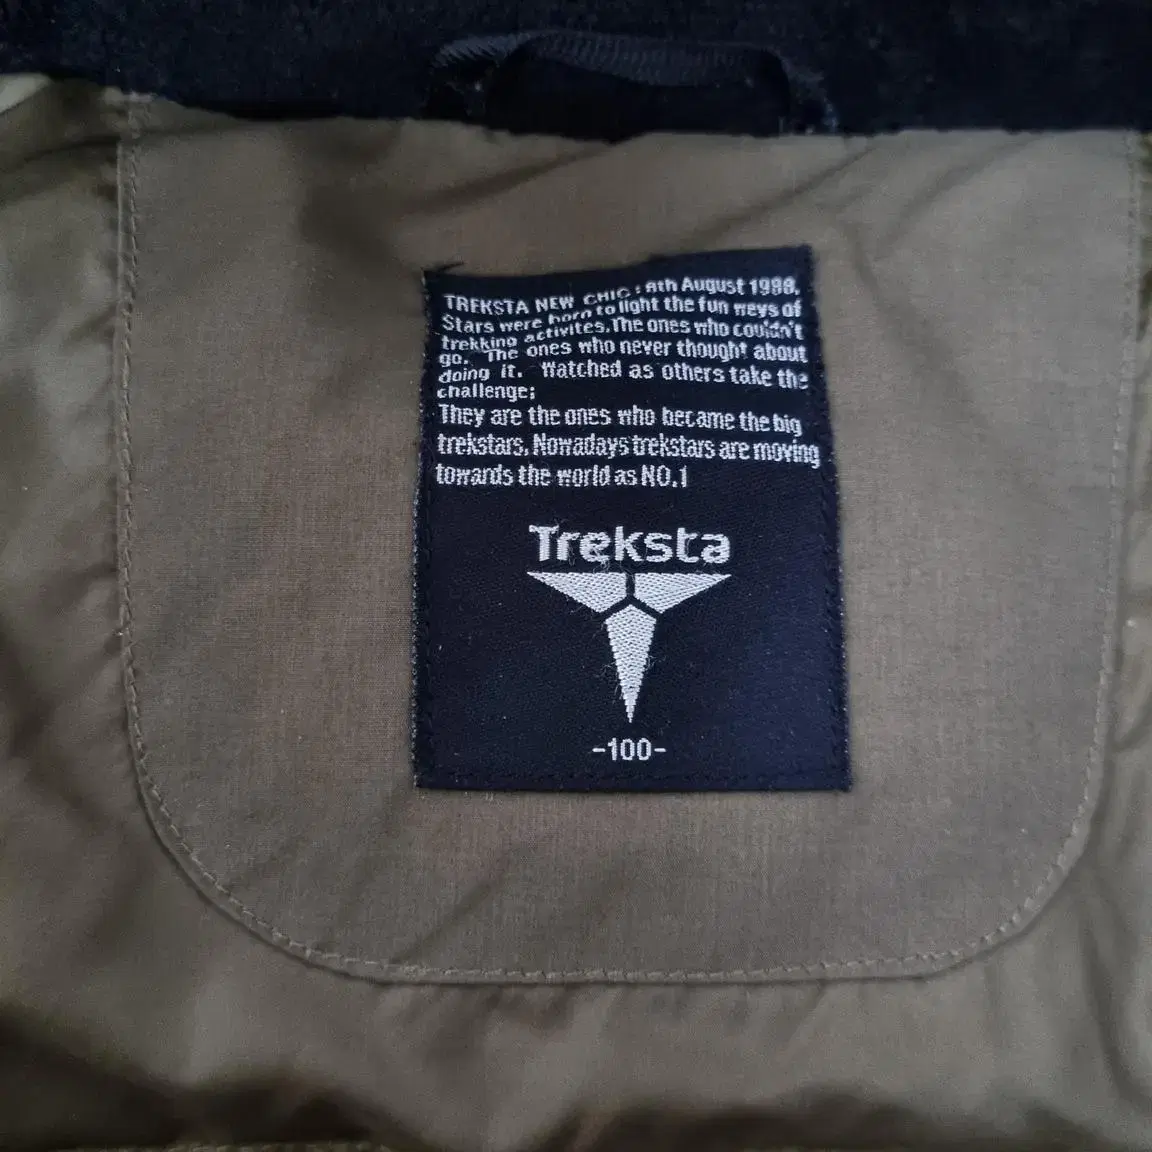 TREKSTA NEW CHIC : 8th August 1988.
Stars were born to light the fun weys of
trekking activites.The ones who couldn't
go. The ones who never thought about
doing it. Watched as others take the
challenge;
They are the ones who became the big
trekstars. Nowadays trekstars are moving
towards the world as NO.1
Treksta
-100-